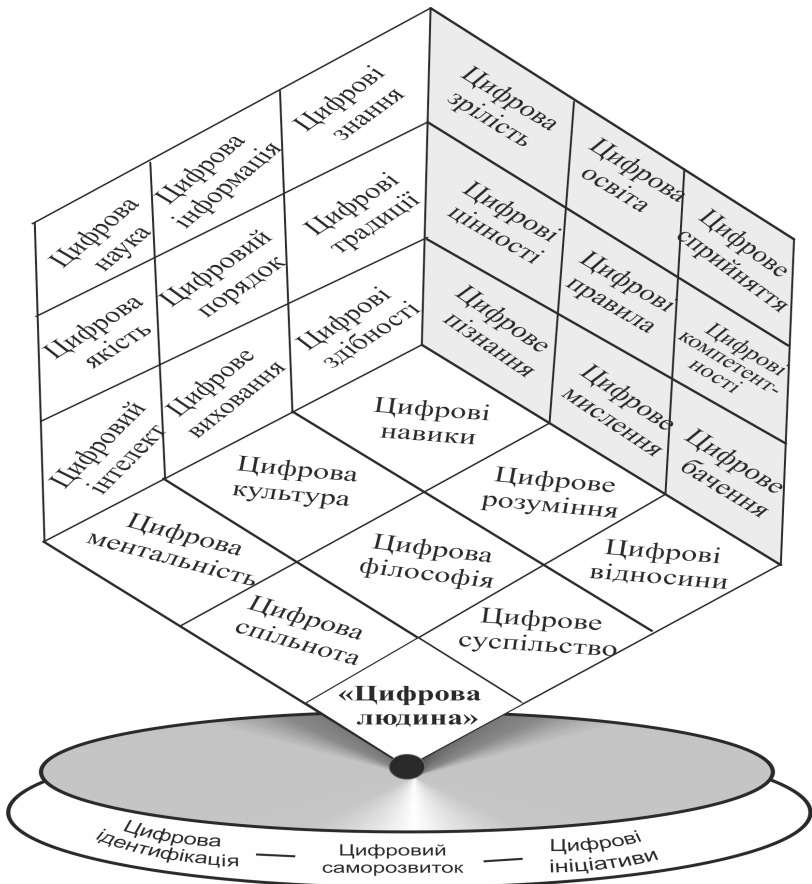 Цифрова
наука
Цифрова
інформація
Цифрові
знання
Цифрова
якість
Цифровий
порядок
Цифрові
традиції
Цифровий
інтелект
Цифрове
виховання
Цифрові
здібності
Цифрова
зрілість
Цифрова
освіта
Цифрове
сприйняття
Цифрові
цінності
Цифрові
правила
Цифрові
компетент-
ності
Цифрове
пізнання
Цифрове
мислення
Цифрове
бачення
Цифрові
навики
Цифрова
культура
Цифрове
розуміння
Цифрова
ментальність
Цифрова
філософія
Цифрові
відносини
Цифрова
спільнота
Цифрове
суспільство
«Цифрова
людина»
Цифрова
ідентифікація
Цифровий
саморозвиток
Цифрові
ініціативи